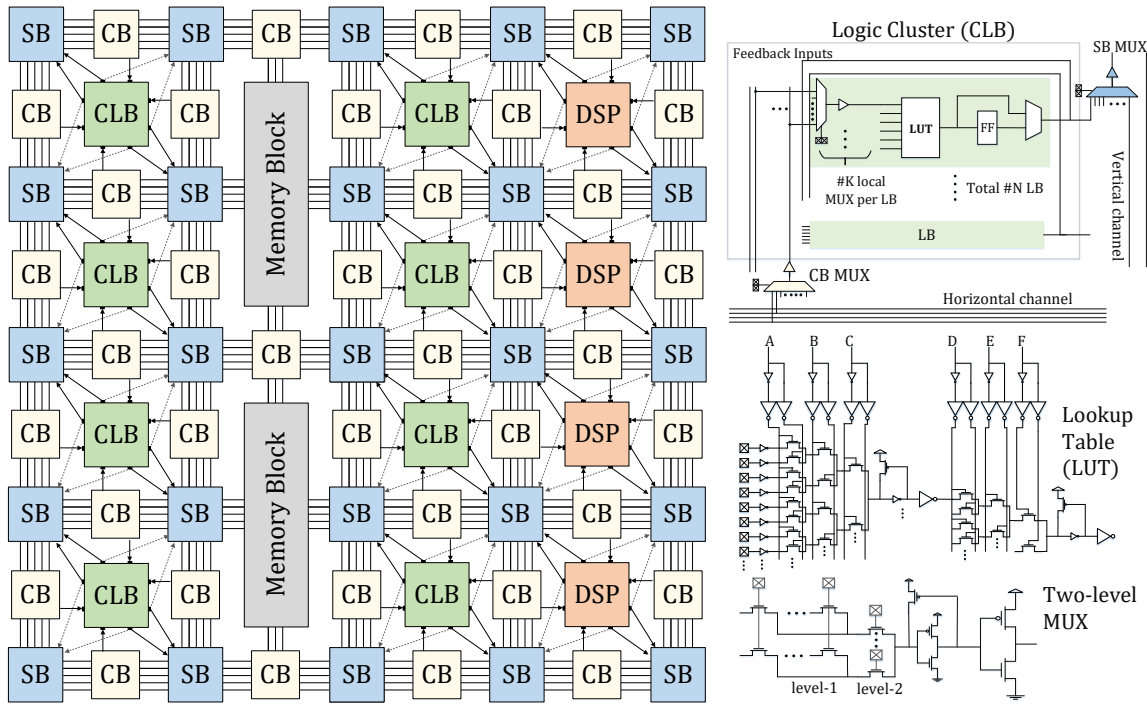 SB CB SB CB SB CB SB CB SB
CB CLB CB CB CLB CB DSP CB
Memory Block
SB CB SB SB CB SB CB SB
CB CLB CB CB CLB CB DSP CB
SB CB SB CB SB CB SB CB SB
CB CLB CB CB CLB CB DSP CB
Memory Block
SB CB SB SB CB SB CB SB
CB CLB CB CB CLB CB DSP CB
SB CB SB CB SB CB SB CB SB
Logic Cluster (CLB)
SB MUX
Feedback Inputs
LUT
FF
#K local
MUX per LB
Total #N LB
LB
Vertical channel
CB MUX
Horizontal channel
A B C D E F
Lookup
Table
(LUT)
Two-level
MUX
level-1 level-2